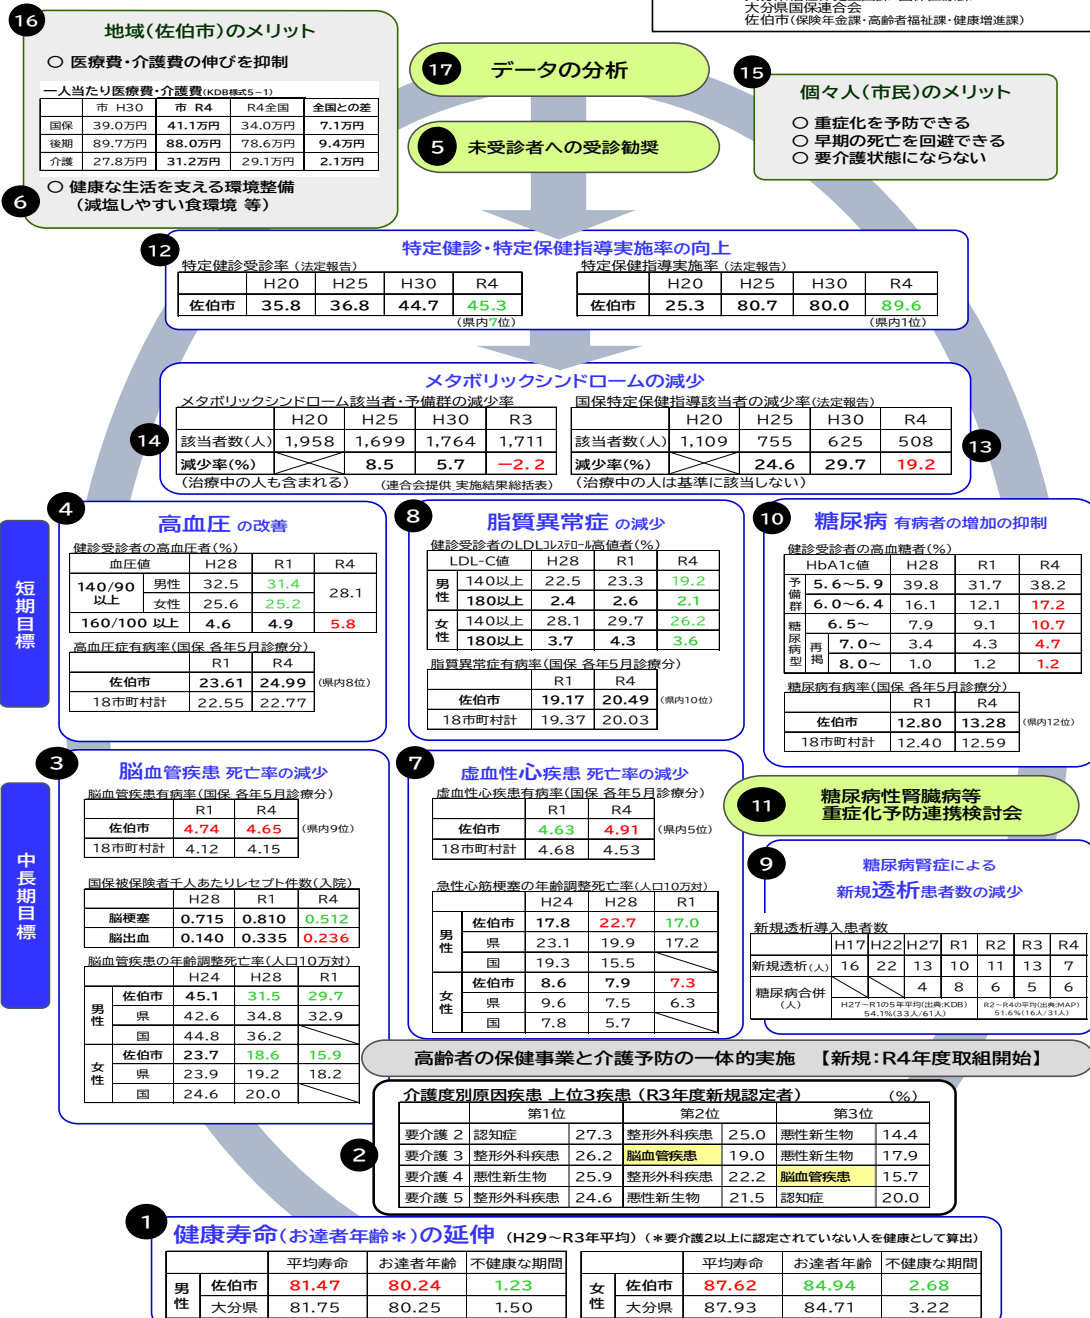 大分県国保連合会
佐伯市(保険年金課・高齢者福祉課・健康増進課)
16
地域(佐伯市)のメリット
○ 医療費・介護費の伸びを抑制
一人当たり医療費・介護費(KDB様式5-1)
市 H30 市 R4 R4全国 全国との差
国保 39.0万円 41.1万円 34.0万円 7.1万円
後期 89.7万円 88.0万円 78.6万円 9.4万円
介護 27.8万円 31.2万円 29.1万円 2.1万円
6
○ 健康な生活を支える環境整備
(減塩しやすい食環境 等)
17 データの分析
5 未受診者への受診勧奨
15
個々人(市民)のメリット
○ 重症化を予防できる
○ 早期の死亡を回避できる
○ 要介護状態にならない
12
特定健診・特定保健指導実施率の向上
特定健診受診率 (法定報告)
H20 H25 H30 R4
佐伯市 35.8 36.8 44.7 45.3
(県内7位)
特定保健指導実施率 (法定報告)
H20 H25 H30 R4
佐伯市 25.3 80.7 80.0 89.6
(県内1位)
メタボリックシンドロームの減少
14
メタボリックシンドローム該当者・予備群の減少率
H20 H25 H30 R3
該当者数(人) 1,958 1,699 1,764 1,711
減少率(%) 8.5 5.7 −2.2
(治療中の人も含まれる) (連合会提供 実施結果総括表)
13
国保特定保健指導該当者の減少率(法定報告)
H20 H25 H30 R4
該当者数(人) 1,109 755 625 508
減少率(%) 24.6 29.7 19.2
(治療中の人は基準に該当しない)
短期目標
4
高血圧 の改善
健診受診者の高血圧者(%)
血圧値 H28 R1 R4
140/90以上 男性 32.5 31.4 28.1
女性 25.6 25.2
160/100 以上 4.6 4.9 5.8
高血圧症有病率(国保 各年5月診療分)
R1 R4
佐伯市 23.61 24.99 (県内8位)
18市町村計 22.55 22.77
8
脂質異常症 の減少
健診受診者のLDLコレステロール高値者(%)
LDL-C値 H28 R1 R4
男性 140以上 22.5 23.3 19.2
180以上 2.4 2.6 2.1
女性 140以上 28.1 29.7 26.2
180以上 3.7 4.3 3.6
脂質異常症有病率(国保 各年5月診療分)
R1 R4
佐伯市 19.17 20.49 (県内10位)
18市町村計 19.37 20.03
10
糖尿病 有病者の増加の抑制
健診受診者の高血糖者(%)
HbA1c値 H28 R1 R4
予備群 5.6～5.9 39.8 31.7 38.2
6.0～6.4 16.1 12.1 17.2
糖尿病型 6.5～ 7.9 9.1 10.7
再掲 7.0～ 3.4 4.3 4.7
8.0～ 1.0 1.2 1.2
糖尿病有病率(国保 各年5月診療分)
R1 R4
佐伯市 12.80 13.28 (県内12位)
18市町村計 12.40 12.59
中長期目標
3
脳血管疾患 死亡率の減少
脳血管疾患有病率(国保 各年5月診療分)
R1 R4
佐伯市 4.74 4.65 (県内9位)
18市町村計 4.12 4.15
国保被保険者千人あたりレセプト件数(入院)
H28 R1 R4
脳梗塞 0.715 0.810 0.512
脳出血 0.140 0.335 0.236
脳血管疾患の年齢調整死亡率(人口10万対)
H24 H28 R1
男性 佐伯市 45.1 31.5 29.7
県 42.6 34.8 32.9
国 44.8 36.2
女性 佐伯市 23.7 18.6 15.9
県 23.9 19.2 18.2
国 24.6 20.0
7
虚血性心疾患 死亡率の減少
虚血性心疾患有病率(国保 各年5月診療分)
R1 R4
佐伯市 4.63 4.91 (県内5位)
18市町村計 4.68 4.53
急性心筋梗塞の年齢調整死亡率(人口10万対)
H24 H28 R1
男性 佐伯市 17.8 22.7 17.0
県 23.1 19.9 17.2
国 19.3 15.5
女性 佐伯市 8.6 7.9 7.3
県 9.6 7.5 6.3
国 7.8 5.7
11
糖尿病性腎臓病等
重症化予防連携検討会
9
糖尿病腎症による
新規透析患者数の減少
新規透析導入患者数
H17 H22 H27 R1 R2 R3 R4
新規透析(人) 16 22 13 10 11 13 7
糖尿病合併(人) 4 8 6 5 6
H27～R1の5年平均(出典:KDB) 54.1%(33人/61人)
R2～R4の平均(出典:MAP) 51.6%(16人/31人)
高齢者の保健事業と介護予防の一体的実施 【新規:R4年度取組開始】
2
介護度別原因疾患 上位3疾患 (R3年度新規認定者) (%)
第1位 第2位 第3位
要介護 2 認知症 27.3 整形外科疾患 25.0 悪性新生物 14.4
要介護 3 整形外科疾患 26.2 脳血管疾患 19.0 悪性新生物 17.9
要介護 4 悪性新生物 25.9 整形外科疾患 22.2 脳血管疾患 15.7
要介護 5 整形外科疾患 24.6 悪性新生物 21.5 認知症 20.0
1
健康寿命(お達者年齢＊)の延伸 (H29～R3年平均) (＊要介護2以上に認定されていない人を健康として算出)
平均寿命 お達者年齢 不健康な期間
男性 佐伯市 81.47 80.24 1.23
大分県 81.75 80.25 1.50
平均寿命 お達者年齢 不健康な期間
女性 佐伯市 87.62 84.94 2.68
大分県 87.93 84.71 3.22